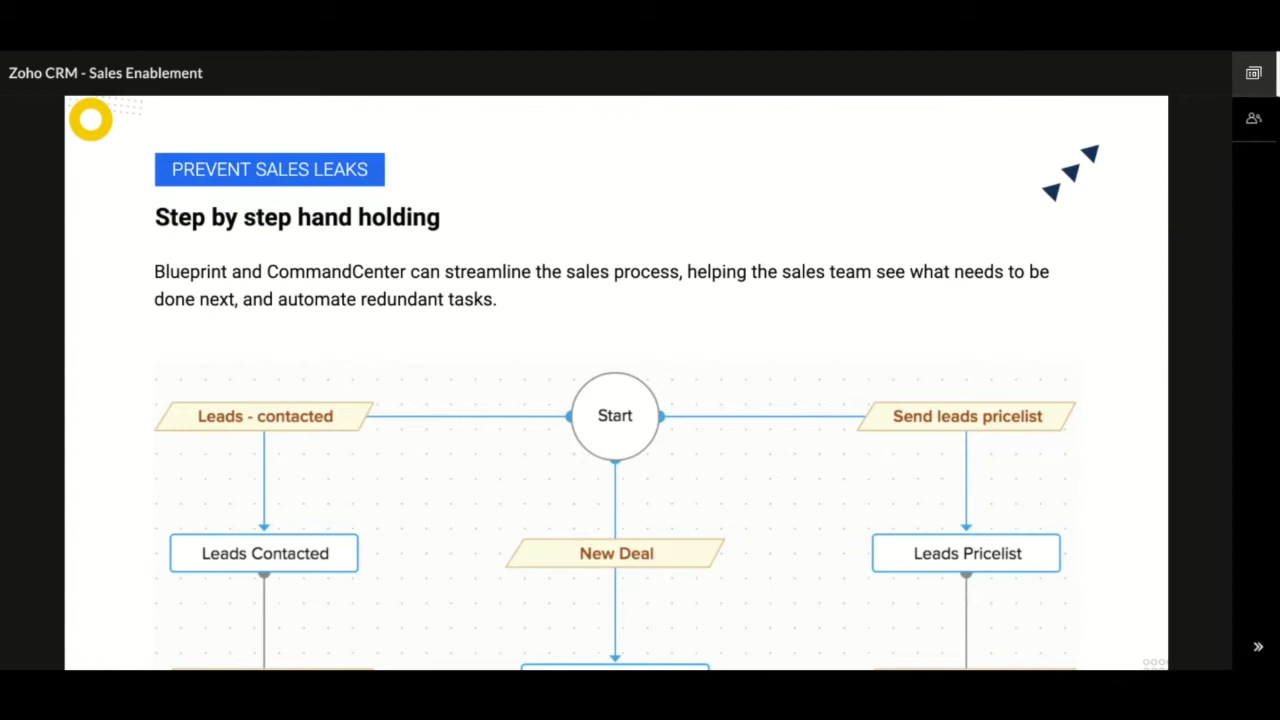 Zoho CRM - Sales Enablement
PREVENT SALES LEAKS
Step by step hand holding
Blueprint and CommandCenter can streamline the sales process, helping the sales team see what needs to be
done next, and automate redundant tasks.
Leads - contacted
Start
Send leads pricelist
Leads Contacted
New Deal
Leads Pricelist